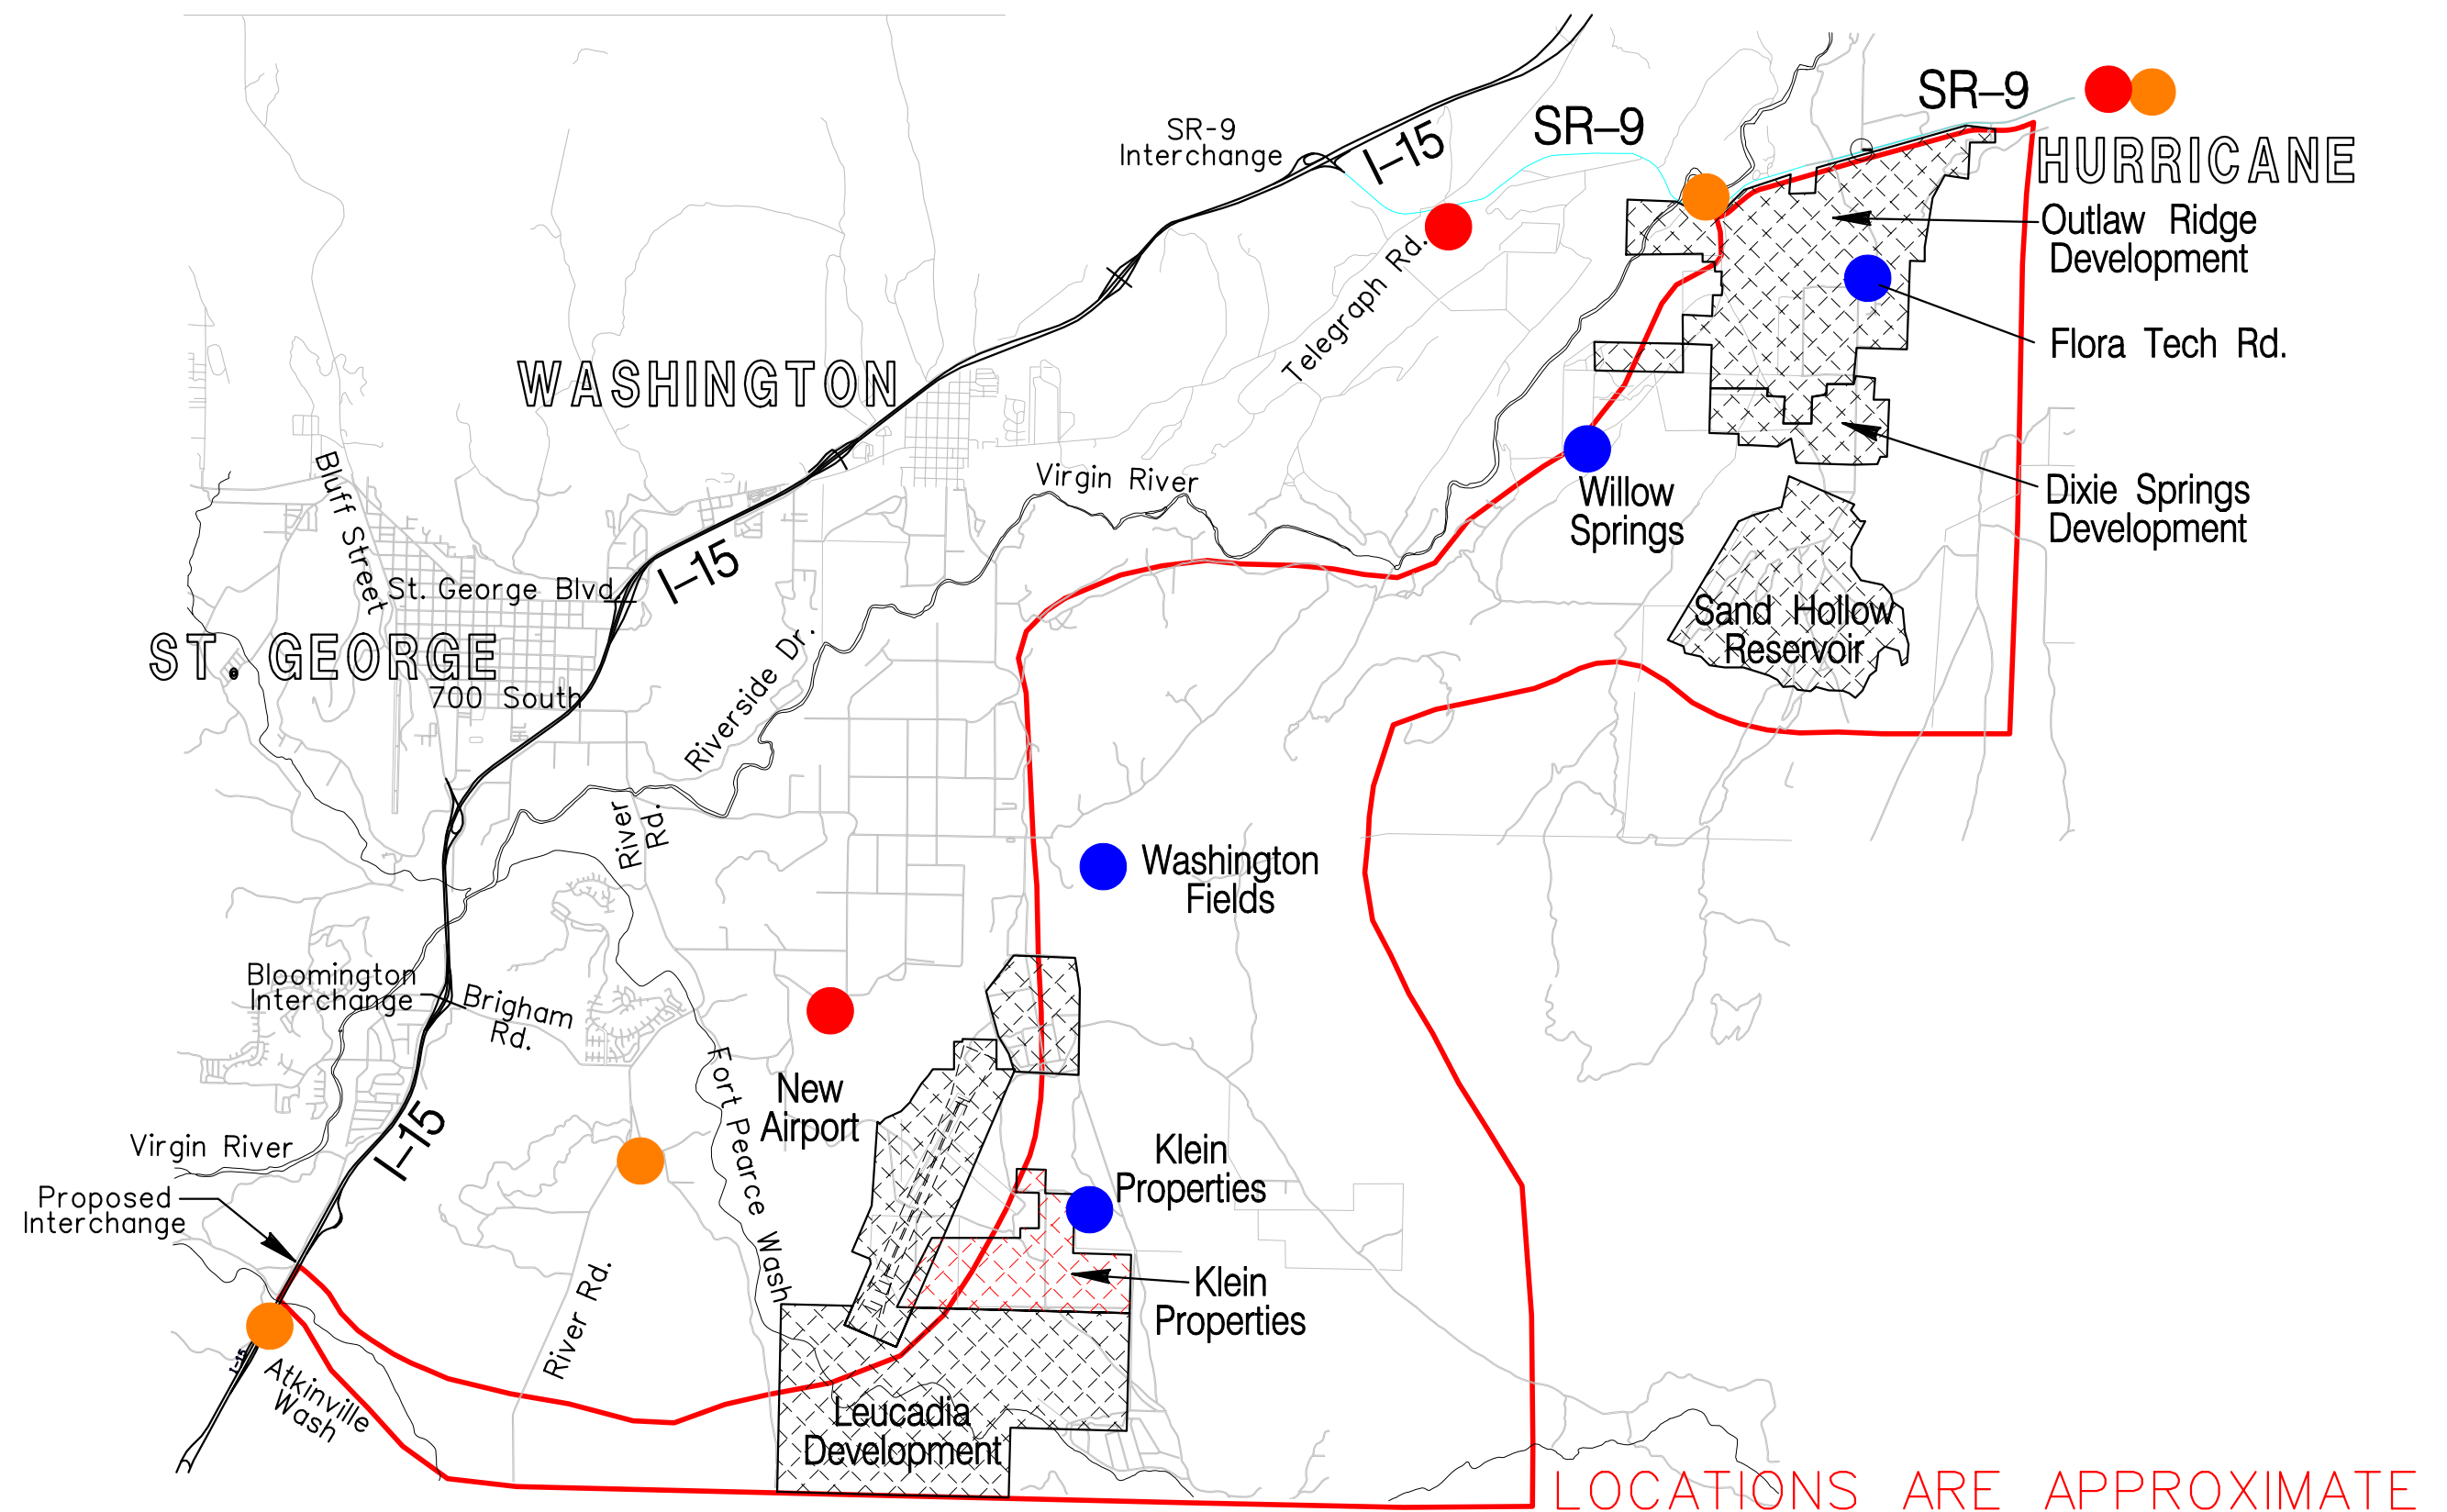 SR-9
SR-9
Interchange
I-15
SR-9
HURRICANE
Outlaw Ridge
Development
Flora Tech Rd.
Telegraph Rd.
WASHINGTON
Virgin River
Willow
Springs
Dixie Springs
Development
Bluff Street
I-15
St. George Blvd.
Sand Hollow
Reservoir
ST. GEORGE
700 South
Riverside Dr.
River
Rd.
Washington
Fields
Bloomington
Interchange
Brigham
Rd.
New
Airport
Fort Pearce Wash
I-15
Virgin River
Klein
Properties
Proposed
Interchange
Klein
Properties
River Rd.
I-15
Atkinville
Wash
Leucadia
Development
LOCATIONS ARE APPROXIMATE